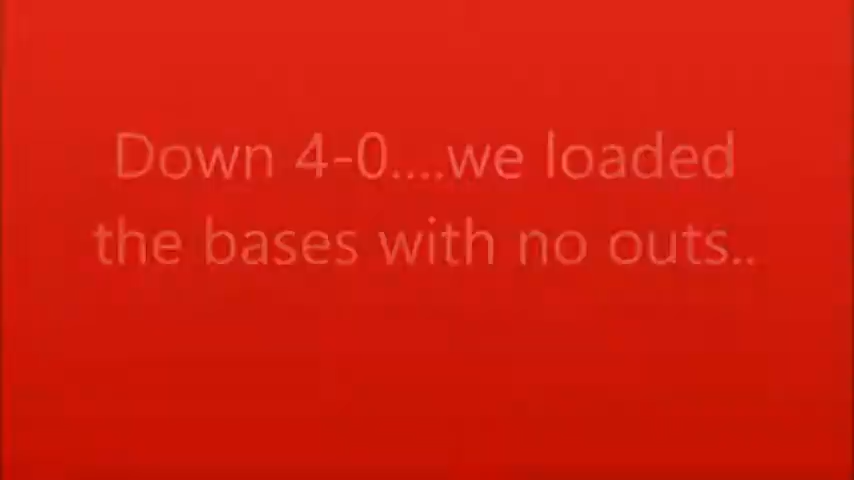 Down 4-0....we loaded
the bases with no outs..